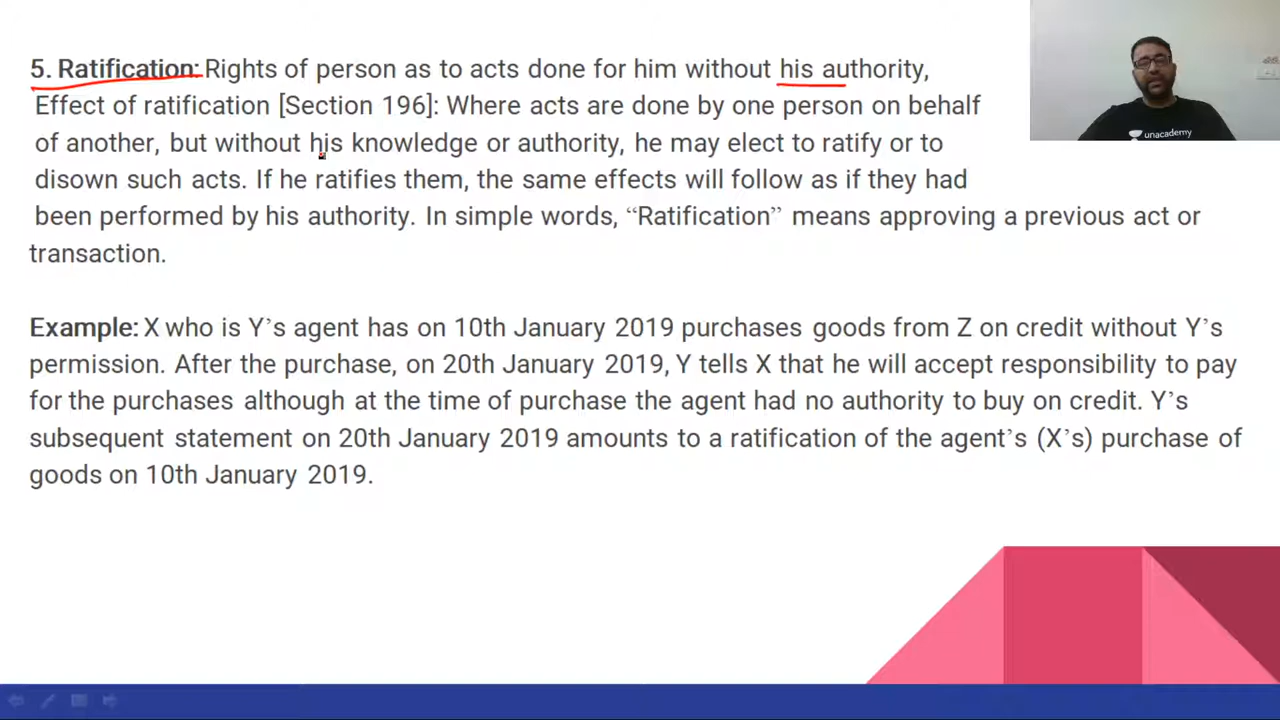 5. Ratification: Rights of person as to acts done for him without his authority,
Effect of ratification [Section 196]: Where acts are done by one person on behalf
of another, but without his knowledge or authority, he may elect to ratify or to
disown such acts. If he ratifies them, the same effects will follow as if they had
been performed by his authority. In simple words, “Ratification” means approving a previous act or
transaction.
Example: X who is Y’s agent has on 10th January 2019 purchases goods from Z on credit without Y’s
permission. After the purchase, on 20th January 2019, Y tells X that he will accept responsibility to pay
for the purchases although at the time of purchase the agent had no authority to buy on credit. Y’s
subsequent statement on 20th January 2019 amounts to a ratification of the agent’s (X’s) purchase of
goods on 10th January 2019.
unacademy